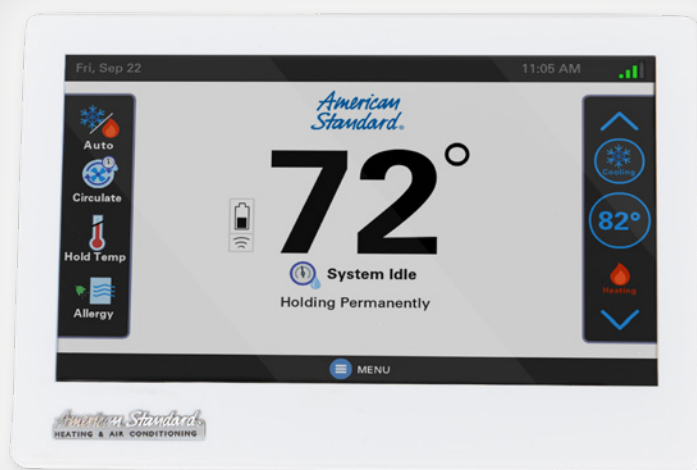 Fri, Sep 22
11:05 AM
American
Standard.
Auto
Circulate
Hold Temp
Allergy
72°
System Idle
Holding Permanently
Cooling
82°
Heating
MENU
American Standard.
HEATING & AIR CONDITIONING